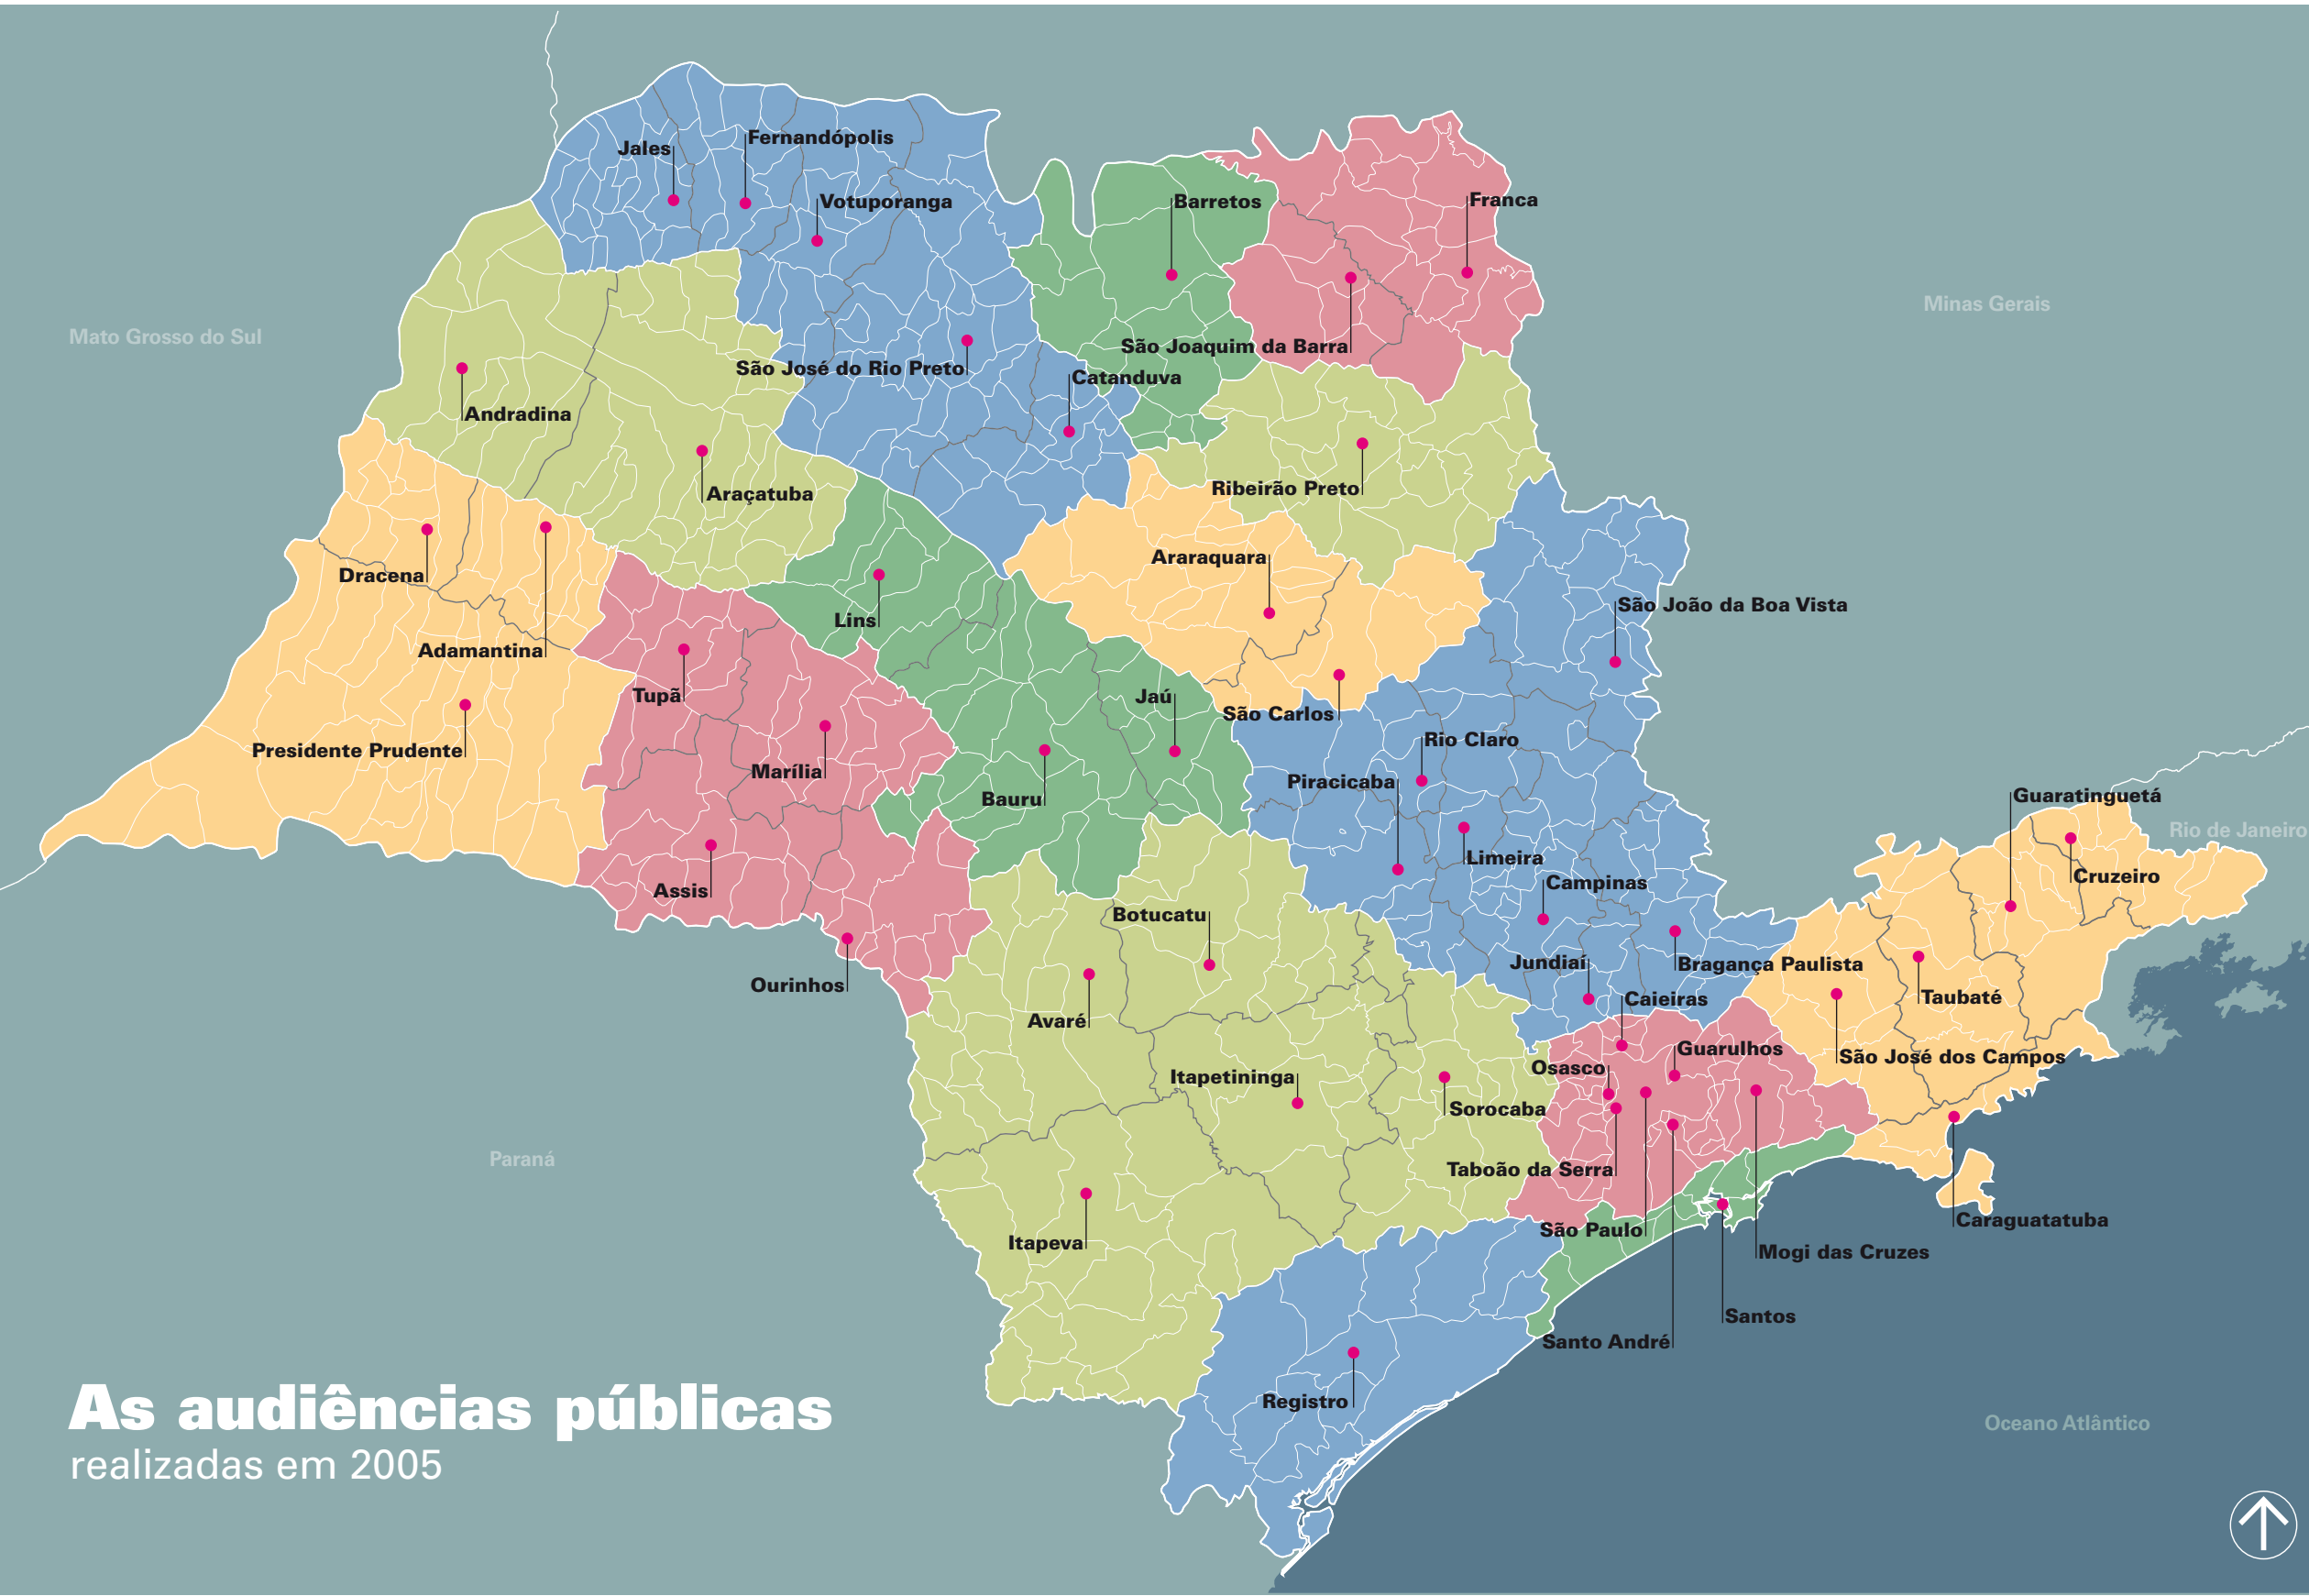 Fernandópolis
Jales
Votuporanga
Barretos
Franca
Minas Gerais
Mato Grosso do Sul
São Joaquim da Barra
São José do Rio Preto
Catanduva
Andradina
Araçatuba
Ribeirão Preto
Araraquara
Dracena
São João da Boa Vista
Lins
Adamantina
Tupã
Jaú
São Carlos
Rio Claro
Presidente Prudente
Marília
Piracicaba
Bauru
Guaratinguetá
Rio de Janeiro
Limeira
Cruzeiro
Campinas
Assis
Botucatu
Jundiaí
Bragança Paulista
Ourinhos
Taubaté
Caieiras
Avaré
Guarulhos
São José dos Campos
Osasco
Itapetininga
Sorocaba
Paraná
Taboão da Serra
Caraguatatuba
São Paulo
Itapeva
Mogi das Cruzes
Santos
Santo André
Registro
Oceano Atlântico
As audiências públicas
realizadas em 2005